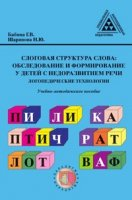 Бабина Г.В.
Шарипова Н.Ю.
СЛОГОВАЯ СТРУКТУРА СЛОВА:
ОБСЛЕДОВАНИЕ И ФОРМИРОВАНИЕ
У ДЕТЕЙ С НЕДОРАЗВИТИЕМ РЕЧИ
ЛОГОПЕДИЧЕСКИЕ ТЕХНОЛОГИИ
Учебно-методическое пособие
ПИ ЛИ КА
ПТИЧ РАТ
ЛОТ ВАФ